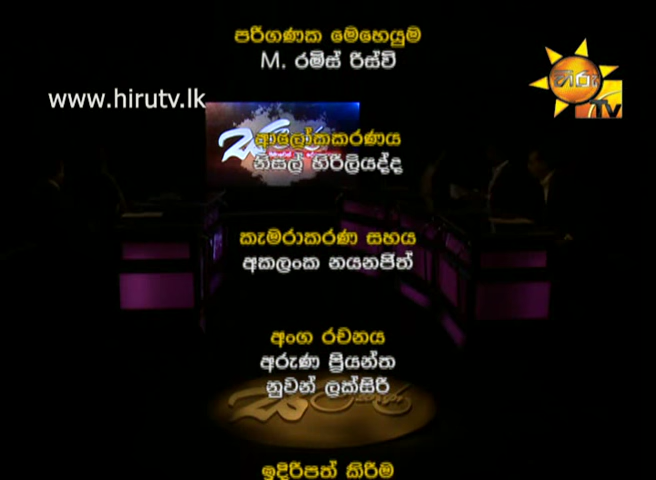 පරිගණක මෙහෙයුම
M. රමිස් රිස්වි
www.hirutv.lk
හිරු
TV
ආලෝකකරණය
නිසල් හිරිලියද්ද
කැමරාකරණ සහය
අකලංක නයනජිත්
අංග රචනය
අරුණ ප්‍රියන්ත
නුවන් ලක්සිරි
ඉදිරිපත් කිරීම